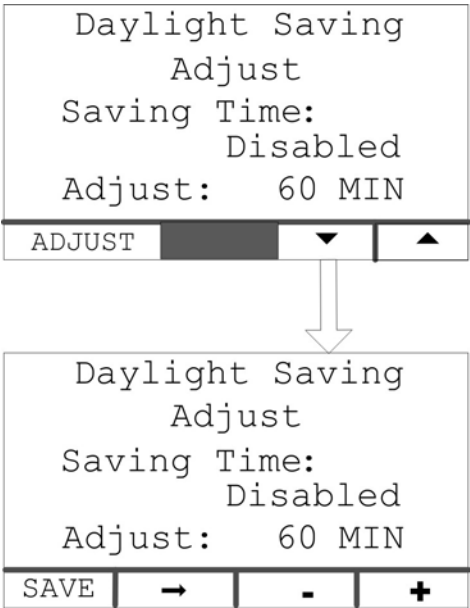 Daylight Saving
Adjust
Saving Time:
Disabled
Adjust: 60 MIN
ADJUST ▼ ▲
Daylight Saving
Adjust
Saving Time:
Disabled
Adjust: 60 MIN
SAVE → - +